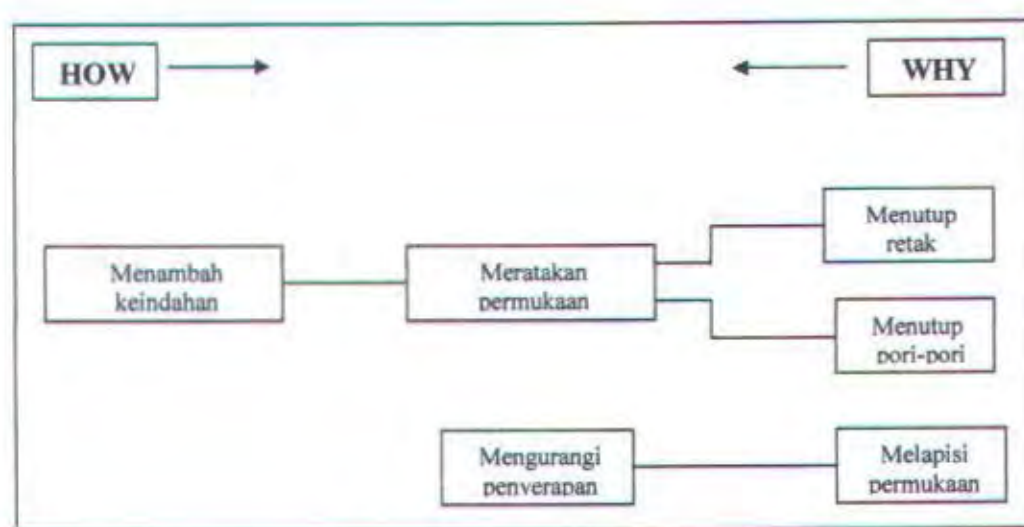 HOW
WHY
Menutup
retak
Menambah
keindahan
Meratakan
permukaan
Menutup
pori-pori
Mengurangi
penyerapan
Melapisi
permukaan